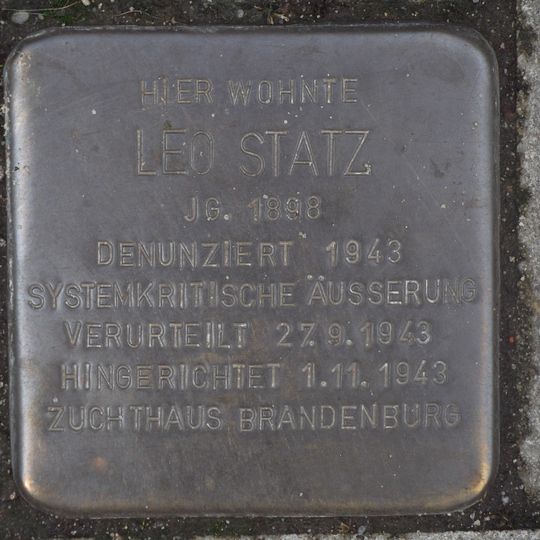 HIER WOHNTE
LEO STATZ
JG. 1898
DENUNZIERT 1943
SYSTEMKRITISCHE ÄUSSERUNG
VERURTEILT 27.9.1943
HINGERICHTET 1.11.1943
ZUCHTHAUS BRANDENBURG